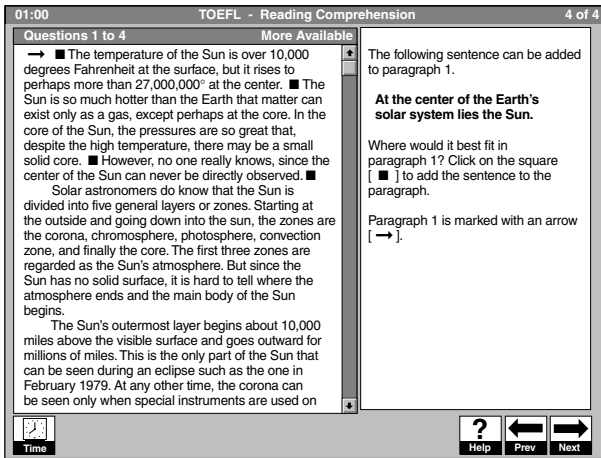 01:00 TOEFL - Reading Comprehension 4 of 4
Questions 1 to 4 More Available
→ ■ The temperature of the Sun is over 10,000
degrees Fahrenheit at the surface, but it rises to
perhaps more than 27,000,000° at the center. ■ The
Sun is so much hotter than the Earth that matter can
exist only as a gas, except perhaps at the core. In the
core of the Sun, the pressures are so great that,
despite the high temperature, there may be a small
solid core. ■ However, no one really knows, since the
center of the Sun can never be directly observed. ■
Solar astronomers do know that the Sun is
divided into five general layers or zones. Starting at
the outside and going down into the sun, the zones are
the corona, chromosphere, photosphere, convection
zone, and finally the core. The first three zones are
regarded as the Sun's atmosphere. But since the
Sun has no solid surface, it is hard to tell where the
atmosphere ends and the main body of the Sun
begins.
The Sun's outermost layer begins about 10,000
miles above the visible surface and goes outward for
millions of miles. This is the only part of the Sun that
can be seen during an eclipse such as the one in
February 1979. At any other time, the corona can
be seen only when special instruments are used on
The following sentence can be added
to paragraph 1.
At the center of the Earth's
solar system lies the Sun.
Where would it best fit in
paragraph 1? Click on the square
[ ■ ] to add the sentence to the
paragraph.
Paragraph 1 is marked with an arrow
[ → ].
Time
? Help Prev Next